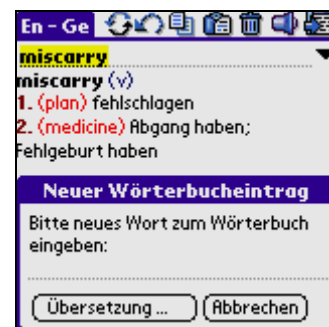 En - Ge
miscarry
miscarry (v)
1. (plan) fehlschlagen
2. (medicine) Abgang haben;
Fehlgeburt haben
Neuer Wörterbucheintrag
Bitte neues Wort zum Wörterbuch
eingeben:
Übersetzung ... Abbrechen